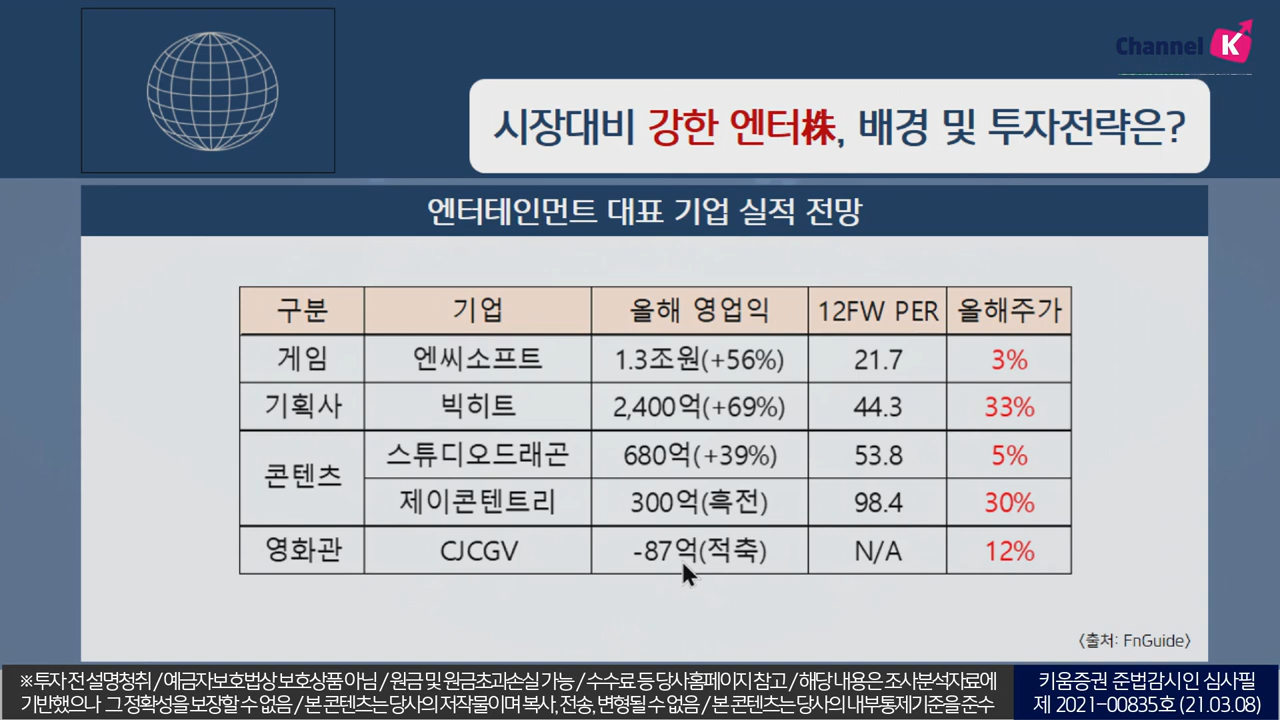 Channel K
시장대비 강한 엔터株, 배경 및 투자전략은?
엔터테인먼트 대표 기업 실적 전망
구분 기업 올해 영업익 12FW PER 올해주가
게임 엔씨소프트 1.3조원(+56%) 21.7 3%
기획사 빅히트 2,400억(+69%) 44.3 33%
콘텐츠 스튜디오드래곤 680억(+39%) 53.8 5%
제이콘텐트리 300억(흑전) 98.4 30%
영화관 CJCGV -87억(적축) N/A 12%
<출처: FnGuide>
※ 투자 전 설명청취 / 예금자보호법상 보호상품 아님 / 원금 및 원금초과손실 가능 / 수수료 등 당사홈페이지 참고 / 해당 내용은 조사분석자료에
기반했으나 그 정확성을 보장할 수 없음 / 본 콘텐츠는 당사의 저작물이며 복사, 전송, 변형될 수 없음 / 본 콘텐츠는 당사의 내부통제기준을 준수
키움증권 준법감시인 심사필
제 2021-00835호 (21.03.08)